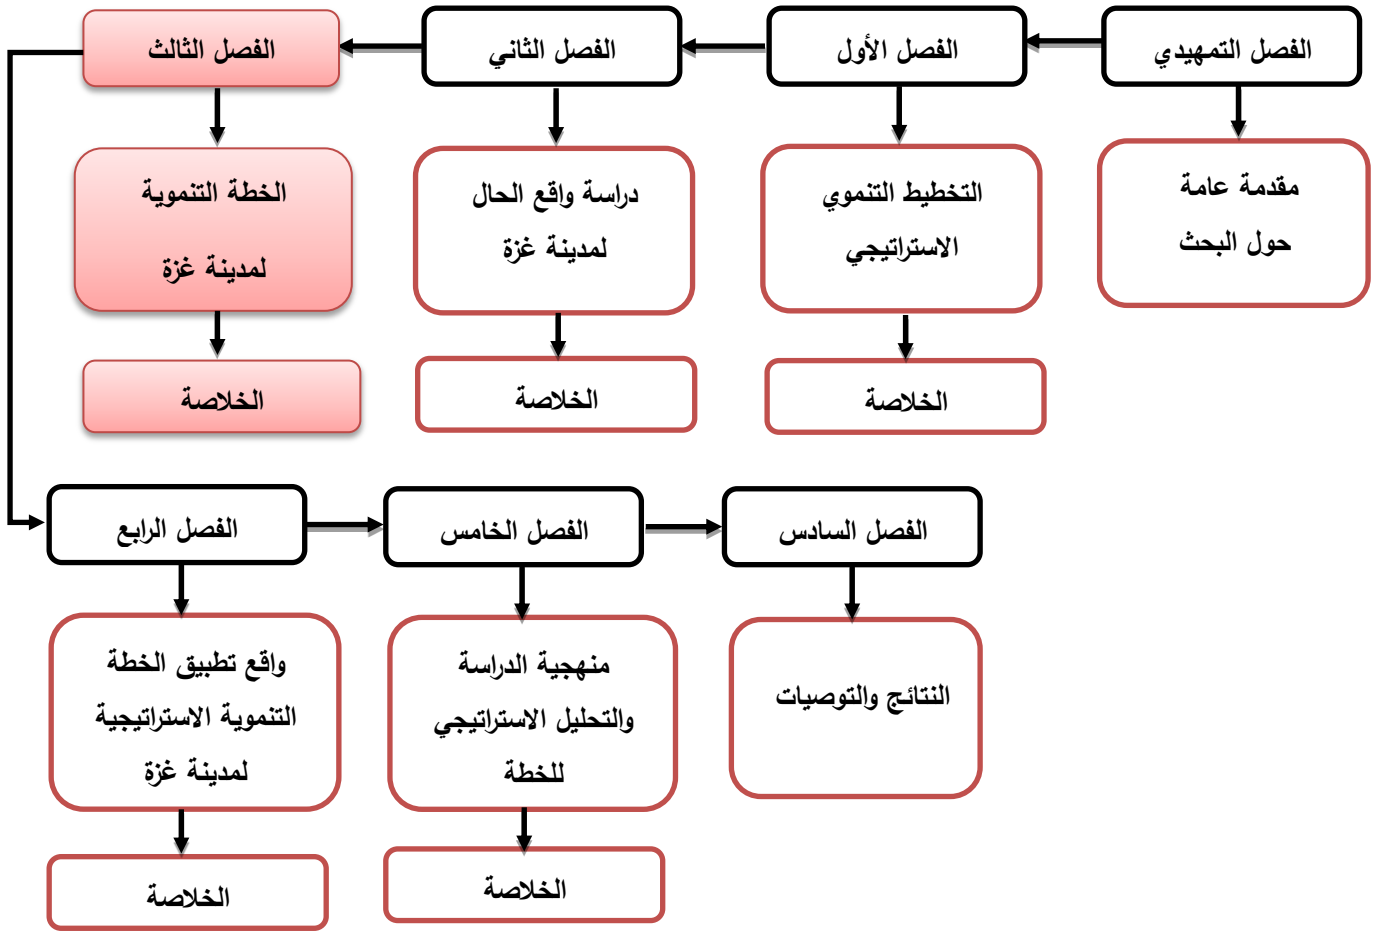 الفصل التمهيدي
الفصل الأول
الفصل الثاني
الفصل الثالث
مقدمة عامة
حول البحث
التخطيط التنموي
الاستراتيجي
دراسة واقع الحال
لمدينة غزة
الخطة التنموية
لمدينة غزة
الخلاصة
الخلاصة
الخلاصة
الفصل الرابع
الفصل الخامس
الفصل السادس
واقع تطبيق الخطة
التنموية الاستراتيجية
لمدينة غزة
منهجية الدراسة
والتحليل الاستراتيجي
للخطة
النتائج والتوصيات
الخلاصة
الخلاصة